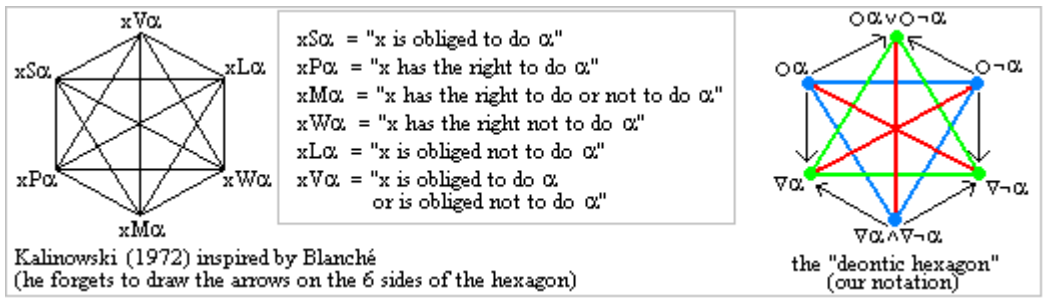 xVα
xSα
xLα
xPα
xWα
xMα
Kalinowski (1972) inspired by Blanché
(he forgets to draw the arrows on the 6 sides of the hexagon)
xSα = "x is obliged to do α"
xPα = "x has the right to do α"
xMα = "x has the right to do or not to do α"
xWα = "x has the right not to do α"
xLα = "x is obliged not to do α"
xVα = "x is obliged to do α
or is obliged not to do α"
○α∨○¬α
○α
○¬α
∇α
∇¬α
∇α∧∇¬α
the "deontic hexagon"
(our notation)